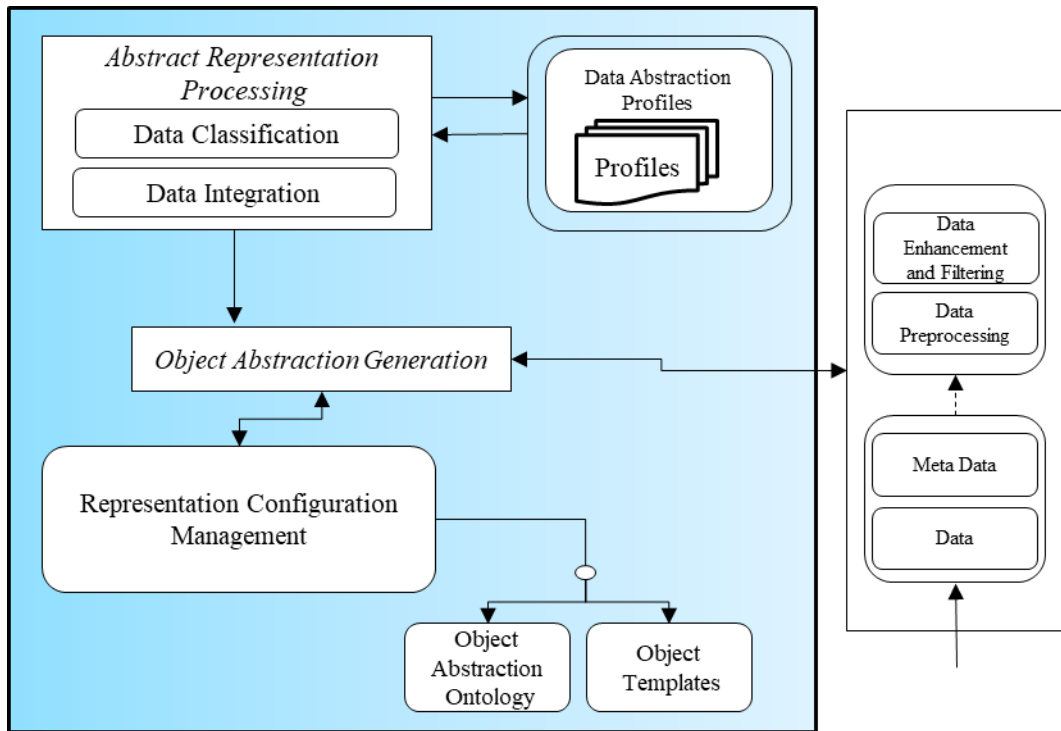 Abstract Representation
Processing
Data Classification
Data Integration
Data Abstraction
Profiles
Profiles
Object Abstraction Generation
Representation Configuration
Management
Object
Abstraction
Ontology
Object
Templates
Data
Enhancement
and Filtering
Data
Preprocessing
Meta Data
Data